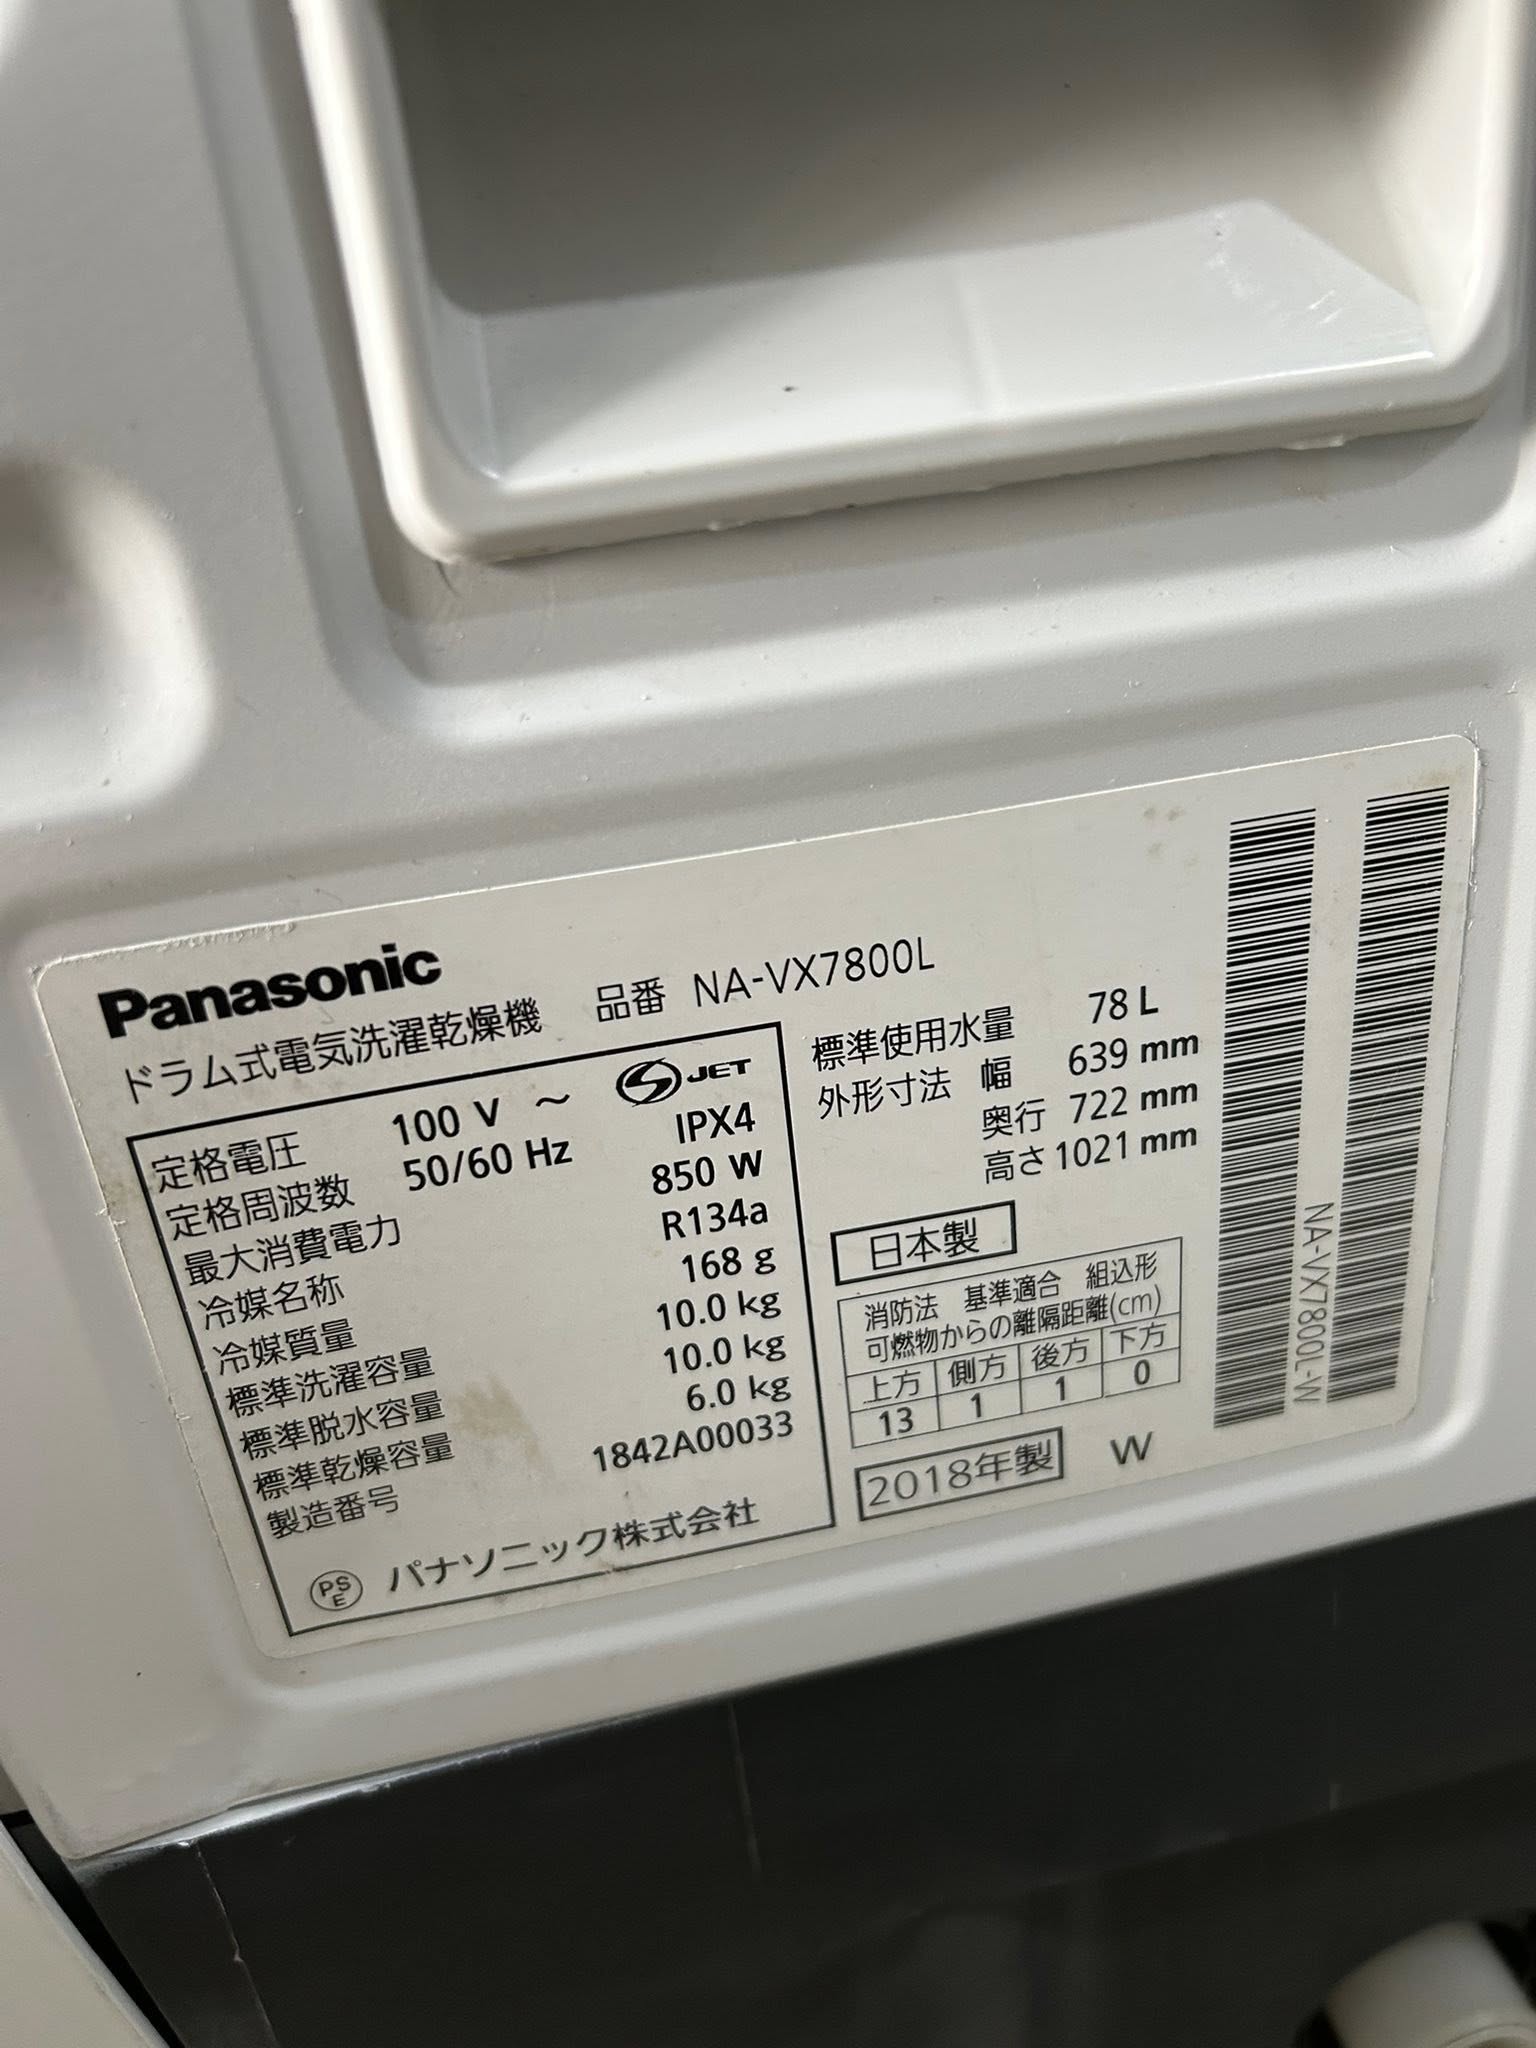 Panasonic
ドラム式電気洗濯乾燥機 品番 NA-VX7800L
定格電圧 100 V ～ S JET
定格周波数 50/60 Hz IPX4
最大消費電力 850 W
冷媒名称 R134a
冷媒質量 168 g
標準洗濯容量 10.0 kg
標準脱水容量 10.0 kg
標準乾燥容量 6.0 kg
製造番号 1842A00033
PSE パナソニック株式会社
標準使用水量 78 L
外形寸法 幅 639 mm
奥行 722 mm
高さ 1021 mm
日本製
消防法 基準適合 組込形
可燃物からの離隔距離(cm)
上方 側方 後方 下方
13 1 1 0
2018年製 W
NA-VX7800L-W